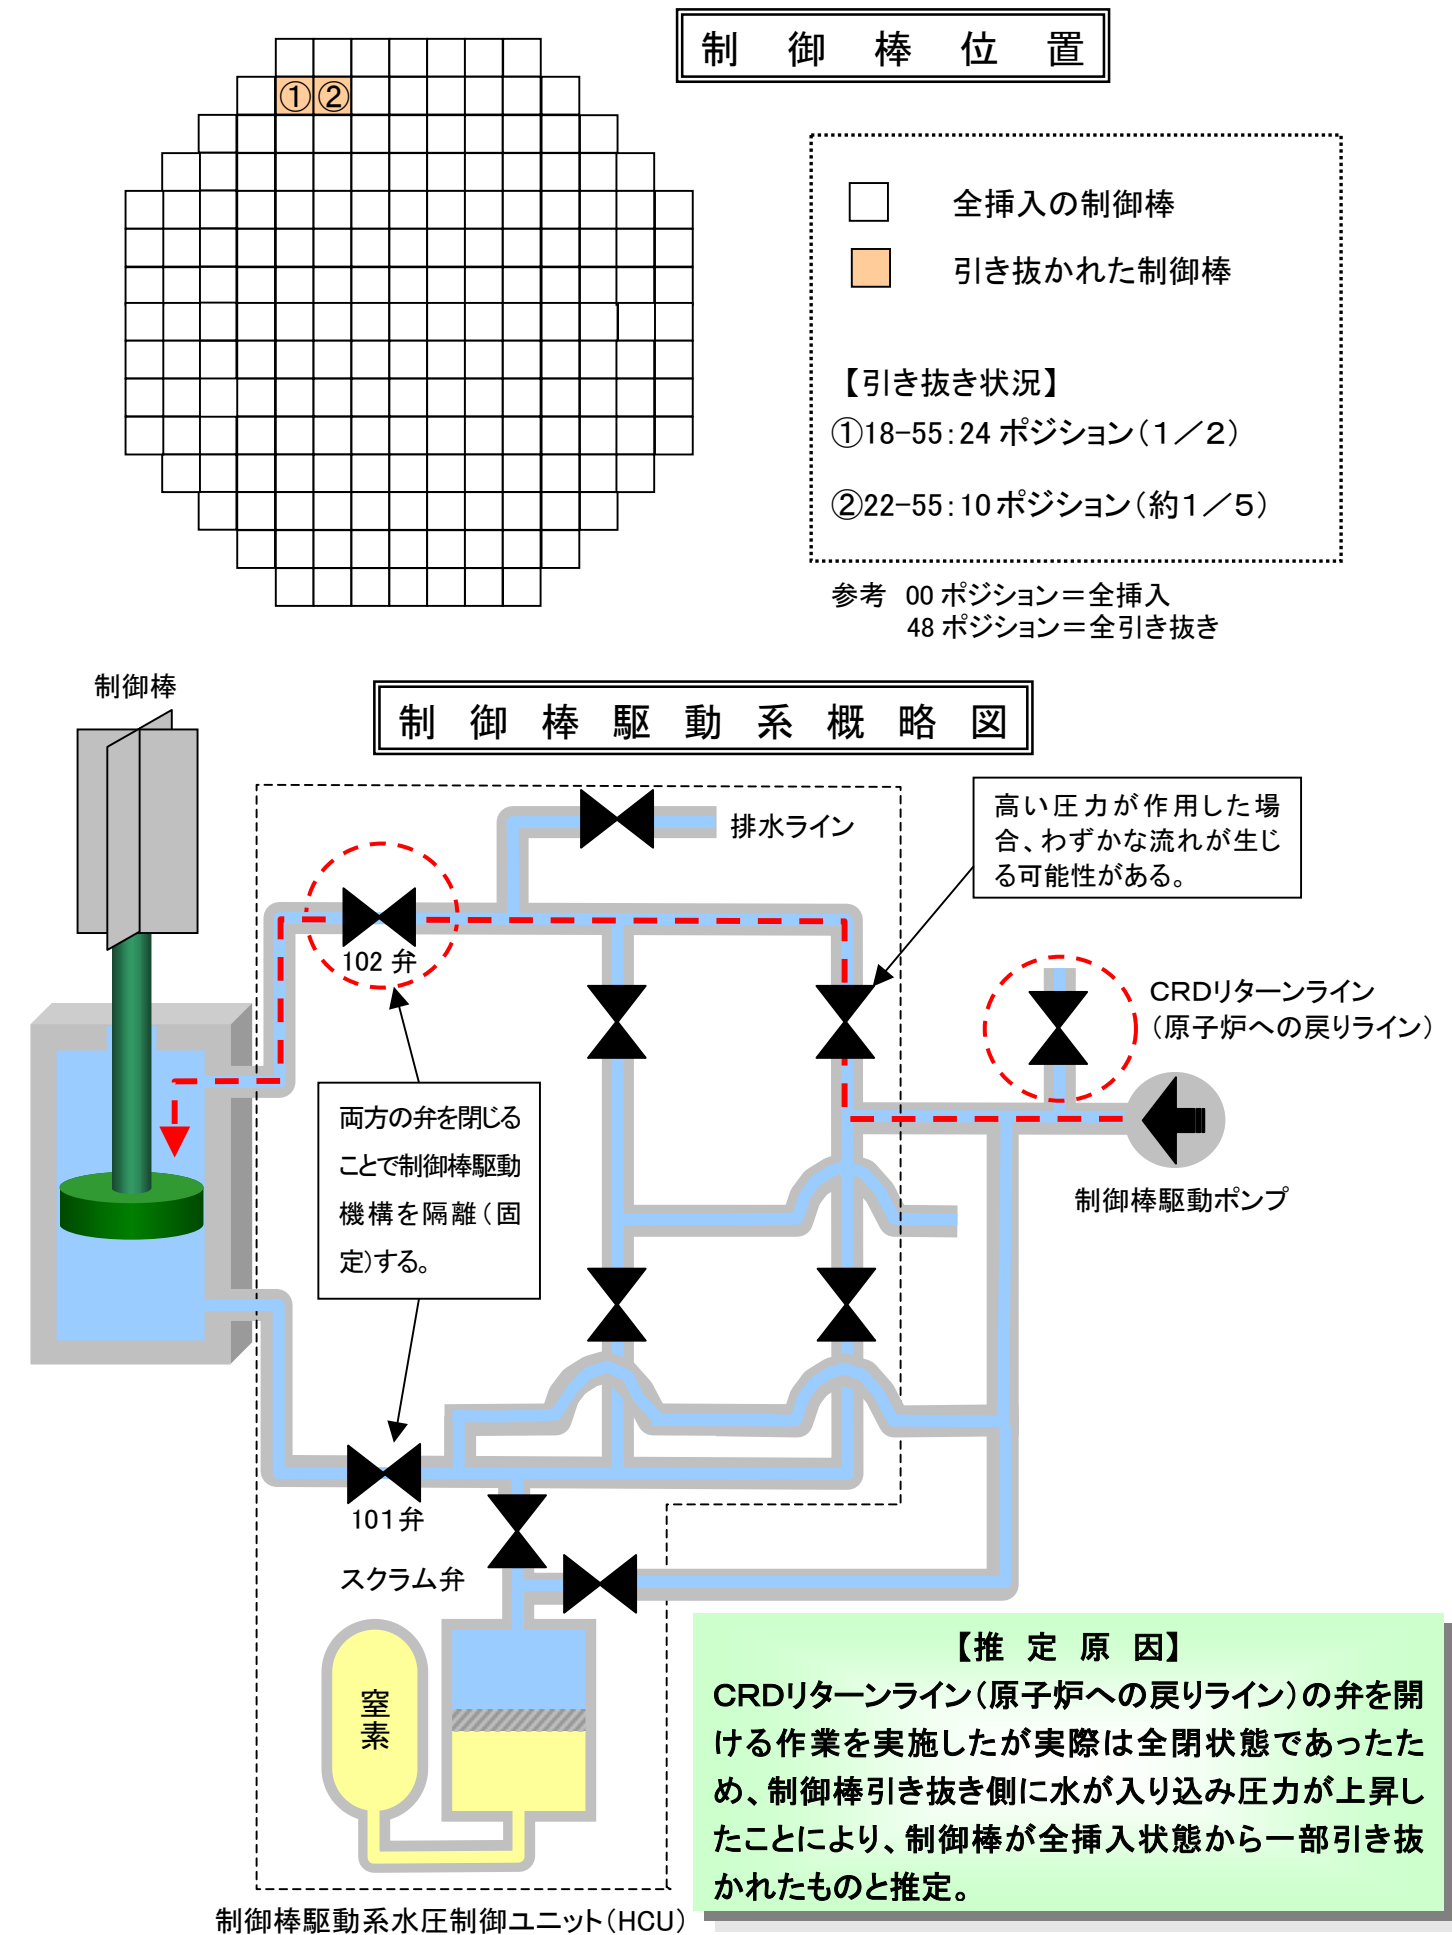 制御棒位置
①②
全挿入の制御棒
引き抜かれた制御棒
【引き抜き状況】
①18-55:24 ポジション(1/2)
②22-55:10 ポジション(約1/5)
参考 00 ポジション=全挿入
48 ポジション=全引き抜き
制御棒
制御棒駆動系概略図
高い圧力が作用した場
合、わずかな流れが生じ
る可能性がある。
排水ライン
102 弁
CRDリターンライン
(原子炉への戻りライン)
両方の弁を閉じる
ことで制御棒駆動
機構を隔離(固
定)する。
制御棒駆動ポンプ
101弁
スクラム弁
窒素
【推 定 原 因】
CRDリターンライン(原子炉への戻りライン)の弁を開
ける作業を実施したが実際は全閉状態であったた
め、制御棒引き抜き側に水が入り込み圧力が上昇し
たことにより、制御棒が全挿入状態から一部引き抜
かれたものと推定。
制御棒駆動系水圧制御ユニット(HCU)